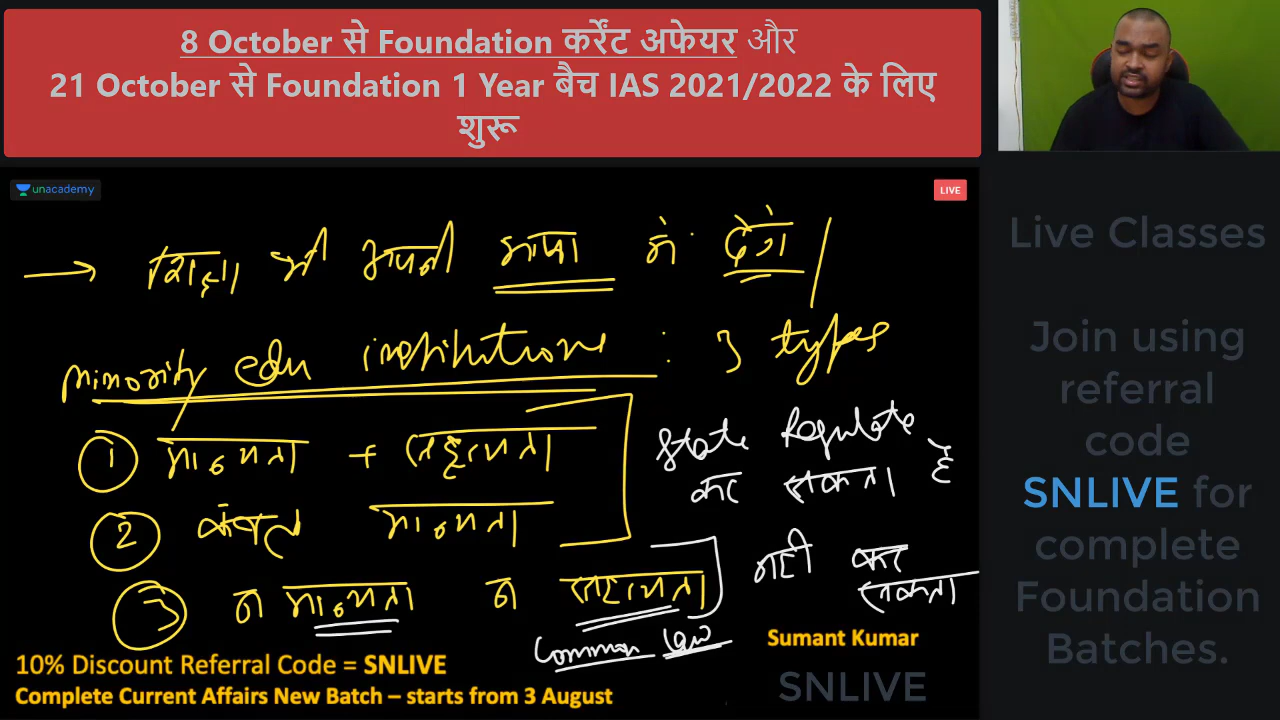 8 October से Foundation करेंट अफेयर और
21 October से Foundation 1 Year बैच IAS 2021/2022 के लिए
शुरू
unacademy
LIVE
→ शिक्षा भी अपनी भाषा में देंगे /
minority edu institutions : 3 types
① मान्यता + सहायता
② केवल मान्यता
State Regulate
कर सकता है
③ न मान्यता न सहायता
नहीं कर
सकता
Common law
Sumant Kumar
10% Discount Referral Code = SNLIVE
Complete Current Affairs New Batch – starts from 3 August
SNLIVE
Live Classes
Join using
referral
code
SNLIVE for
complete
Foundation
Batches.